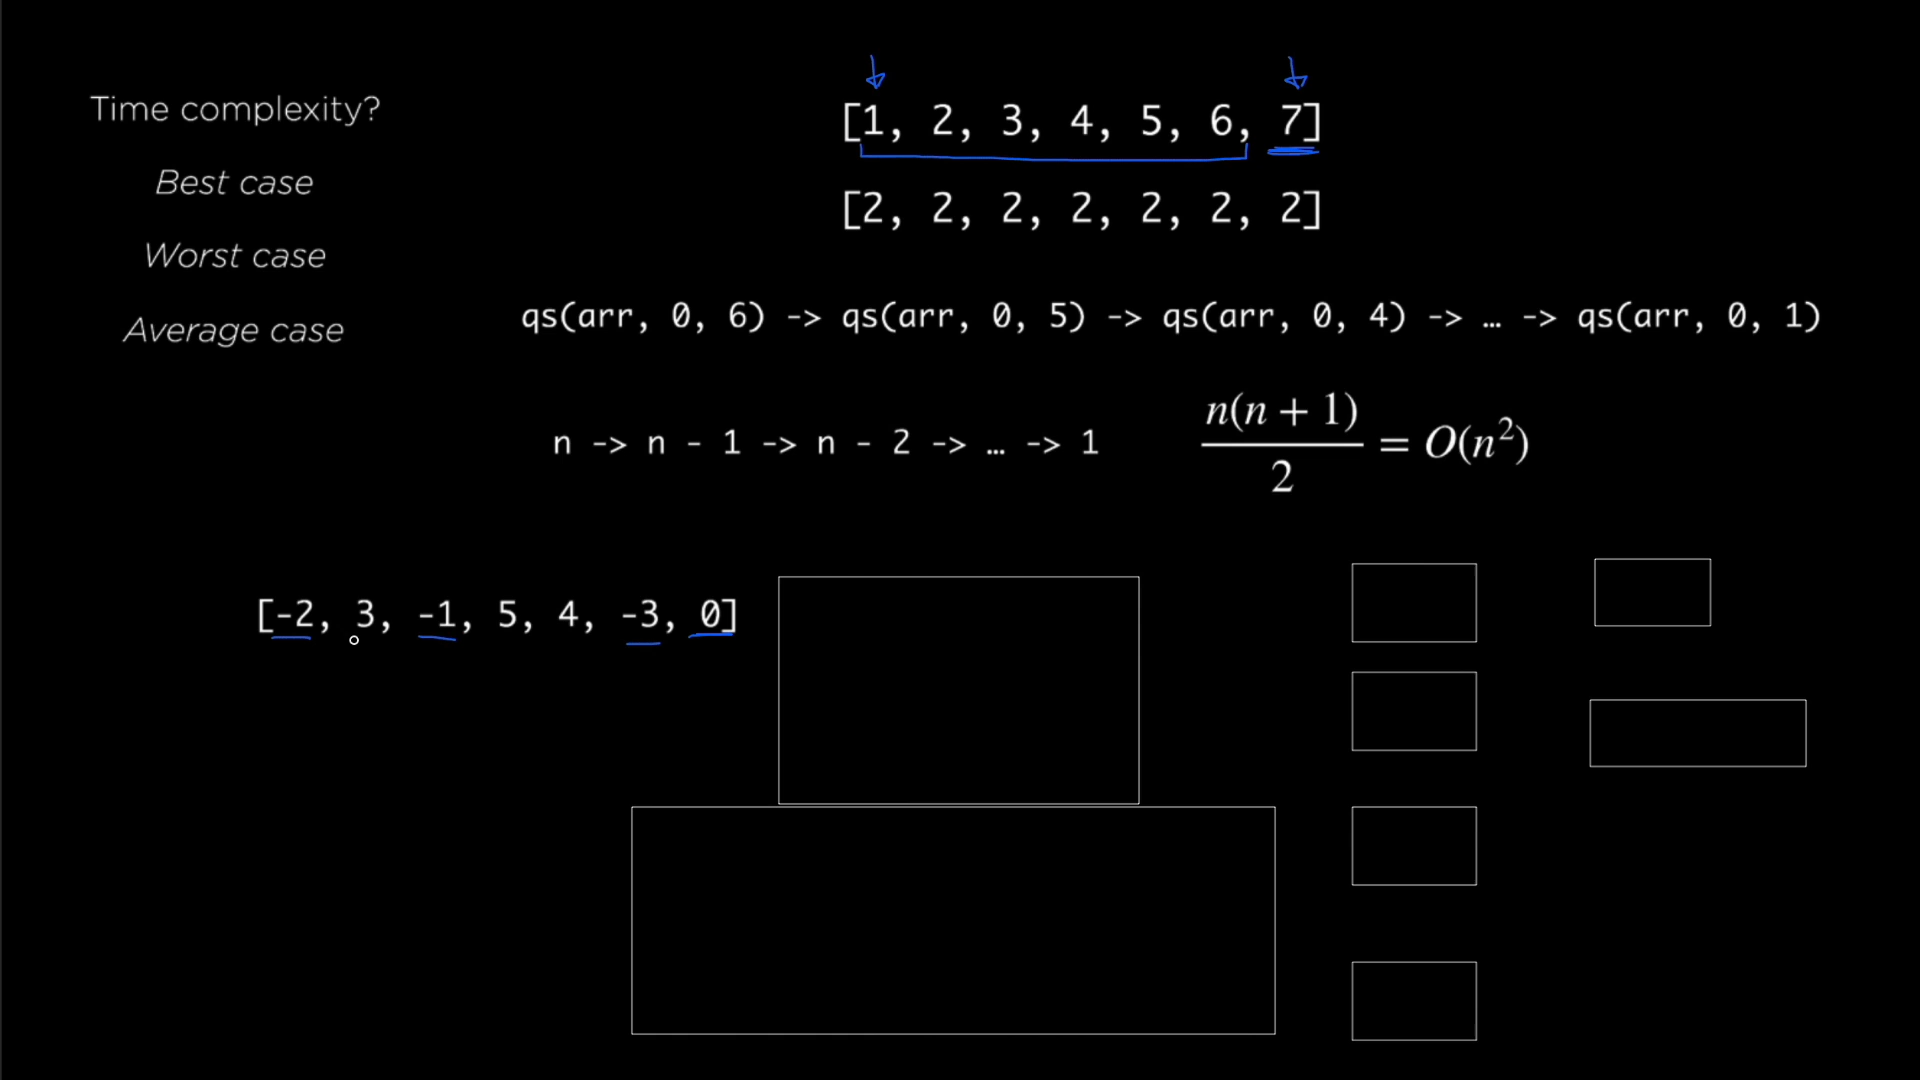 Time complexity?
Best case
Worst case
Average case
[1, 2, 3, 4, 5, 6, 7]
[2, 2, 2, 2, 2, 2, 2]
qs(arr, 0, 6) -> qs(arr, 0, 5) -> qs(arr, 0, 4) -> … -> qs(arr, 0, 1)
n -> n - 1 -> n - 2 -> … -> 1
n(n + 1)
2
= O(n²)
[-2, 3, -1, 5, 4, -3, 0]